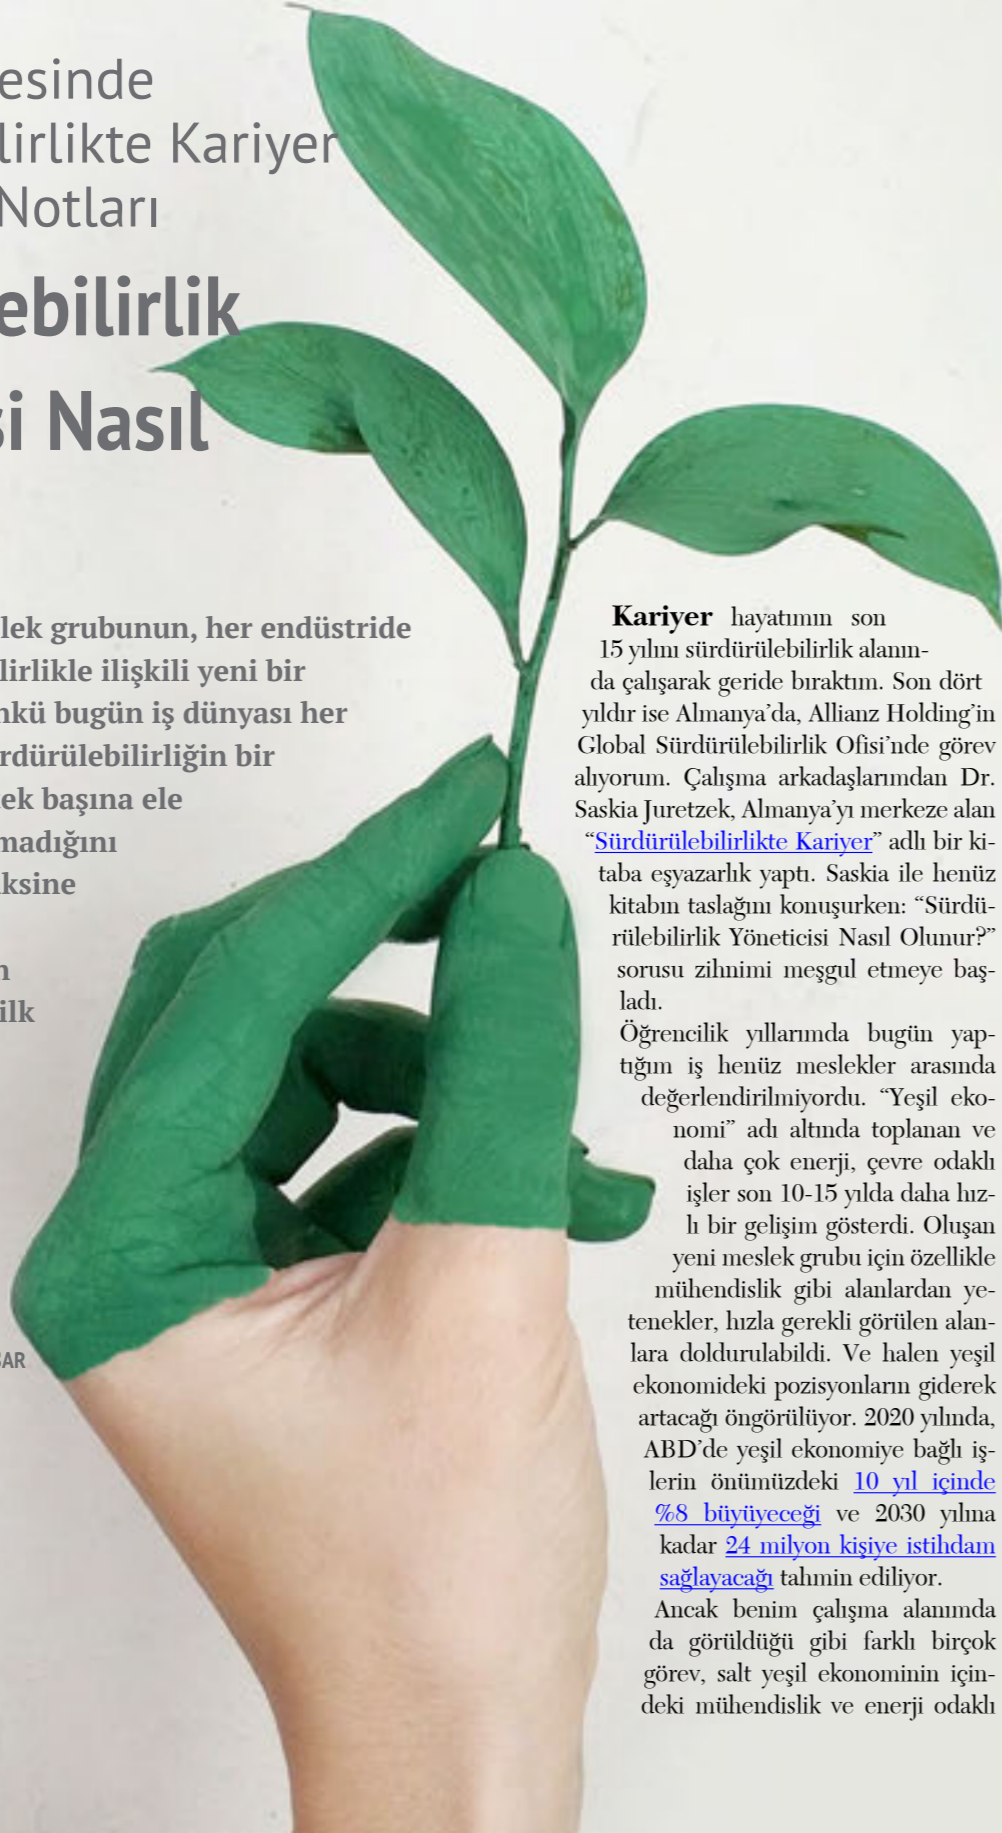 esinde
lirlikte Kariyer
Notları
ebilirlik
si Nasıl
lek grubunun, her endüstride
lirlikle ilişkili yeni bir
nkü bugün iş dünyası her
rdürülebilirliğin bir
ek başına ele
madığını
ksine
n
ilk
SAR
Kariyer hayatımın son
15 yılını sürdürülebilirlik alanın-
da çalışarak geride bıraktım. Son dört
yıldır ise Almanya’da, Allianz Holding’in
Global Sürdürülebilirlik Ofisi’nde görev
alıyorum. Çalışma arkadaşlarımdan Dr.
Saskia Juretzek, Almanya’yı merkeze alan
“Sürdürülebilirlikte Kariyer” adlı bir ki-
taba eşyazarlık yaptı. Saskia ile henüz
kitabın taslağını konuşurken: “Sürdü-
rülebilirlik Yöneticisi Nasıl Olunur?”
sorusu zihnimi meşgul etmeye baş-
ladı.
Öğrencilik yıllarımda bugün yap-
tığım iş henüz meslekler arasında
değerlendirilmiyordu. “Yeşil eko-
nomi” adı altında toplanan ve
daha çok enerji, çevre odaklı
işler son 10-15 yılda daha hız-
lı bir gelişim gösterdi. Oluşan
yeni meslek grubu için özellikle
mühendislik gibi alanlardan ye-
tenekler, hızla gerekli görülen alan-
lara doldurulabildi. Ve halen yeşil
ekonomideki pozisyonların giderek
artacağı öngörülüyor. 2020 yılında,
ABD’de yeşil ekonomiye bağlı iş-
lerin önümüzdeki 10 yıl içinde
%8 büyüyeceği ve 2030 yılına
kadar 24 milyon kişiye istihdam
sağlayacağı tahmin ediliyor.
Ancak benim çalışma alanımda
da görüldüğü gibi farklı birçok
görev, salt yeşil ekonominin için-
deki mühendislik ve enerji odaklı